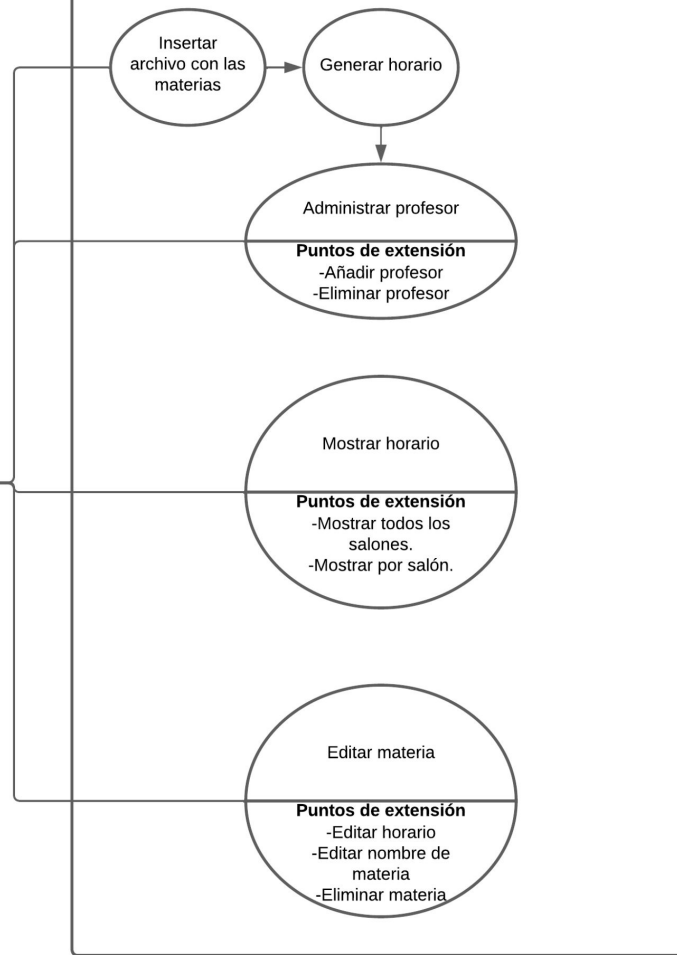 Insertar
archivo con las
materias
Generar horario
Administrar profesor
Puntos de extensión
-Añadir profesor
-Eliminar profesor
Mostrar horario
Puntos de extensión
-Mostrar todos los
salones.
-Mostrar por salón.
Editar materia
Puntos de extensión
-Editar horario
-Editar nombre de
materia
-Eliminar materia